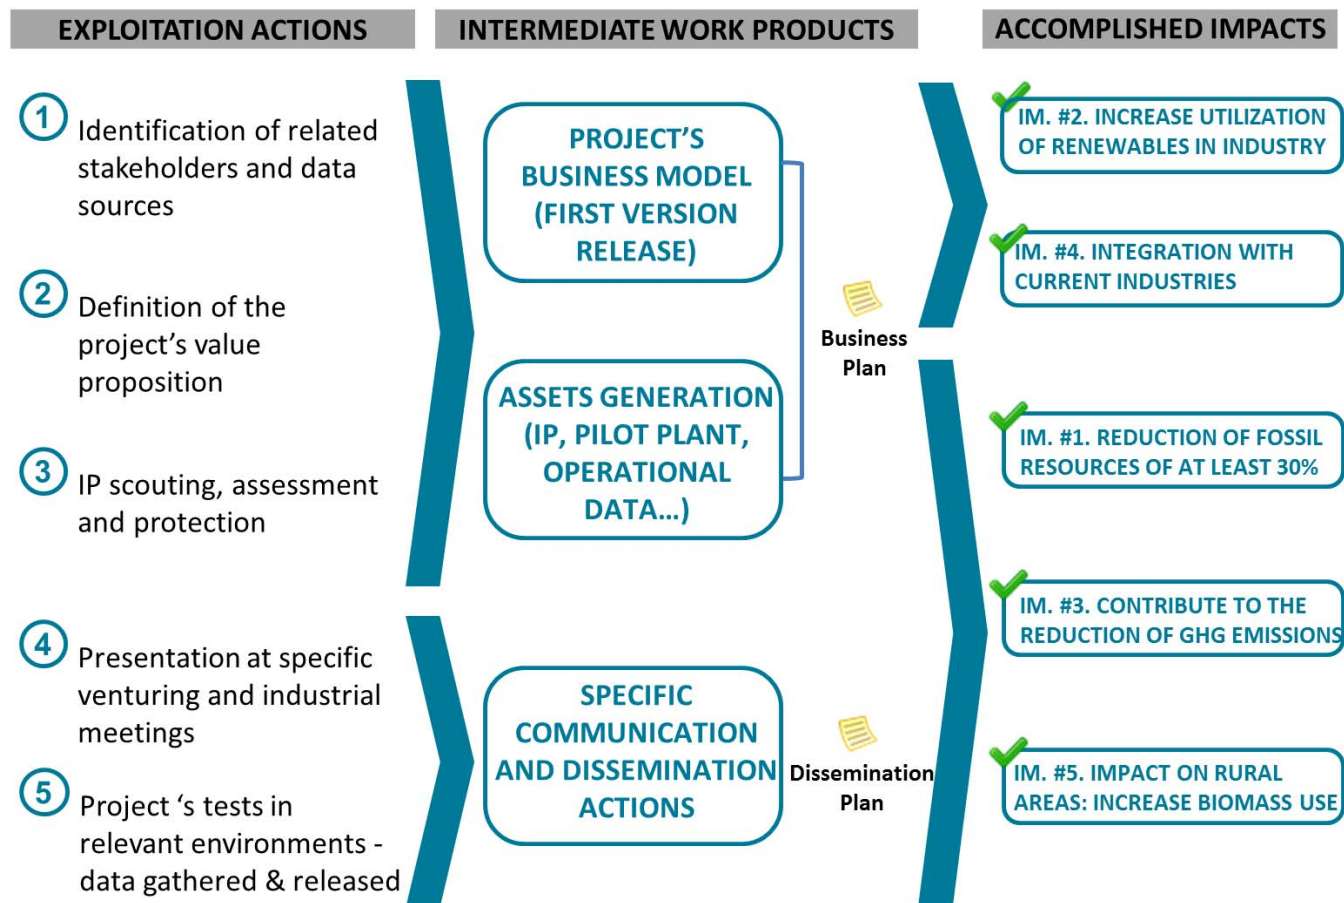 EXPLOITATION ACTIONS
1
Identification of related
stakeholders and data
sources
2
Definition of the
project’s value
proposition
3
IP scouting, assessment
and protection
4
Presentation at specific
venturing and industrial
meetings
5
Project ‘s tests in
relevant environments -
data gathered & released
INTERMEDIATE WORK PRODUCTS
PROJECT’S
BUSINESS MODEL
(FIRST VERSION
RELEASE)
ASSETS GENERATION
(IP, PILOT PLANT,
OPERATIONAL
DATA…)
Business
Plan
SPECIFIC
COMMUNICATION
AND DISSEMINATION
ACTIONS
Dissemination
Plan
ACCOMPLISHED IMPACTS
IM. #2. INCREASE UTILIZATION
OF RENEWABLES IN INDUSTRY
IM. #4. INTEGRATION WITH
CURRENT INDUSTRIES
IM. #1. REDUCTION OF FOSSIL
RESOURCES OF AT LEAST 30%
IM. #3. CONTRIBUTE TO THE
REDUCTION OF GHG EMISSIONS
IM. #5. IMPACT ON RURAL
AREAS: INCREASE BIOMASS USE